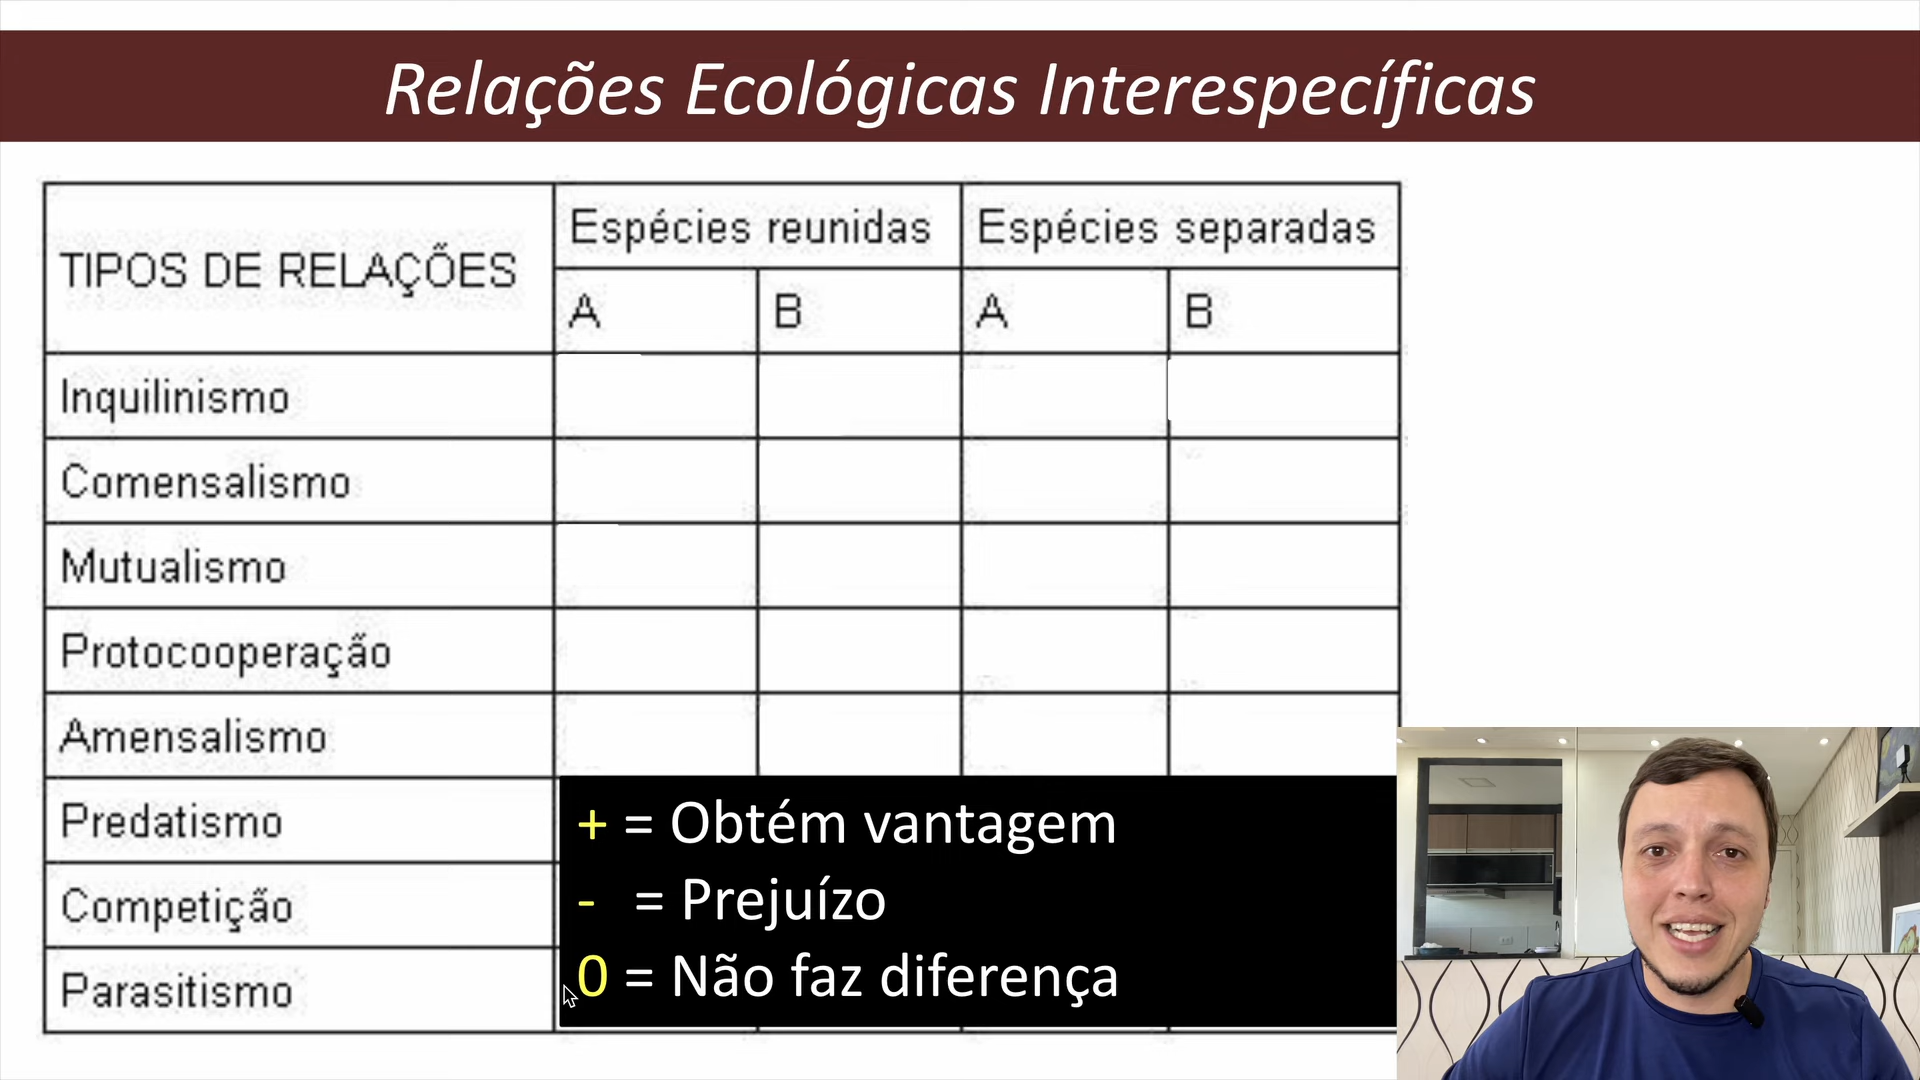 Relações Ecológicas Interespecíficas
TIPOS DE RELAÇÕES
Espécies reunidas
Espécies separadas
A
B
A
B
Inquilinismo
Comensalismo
Mutualismo
Protocooperação
Amensalismo
Predatismo
Competição
Parasitismo
+ = Obtém vantagem
- = Prejuízo
0 = Não faz diferença